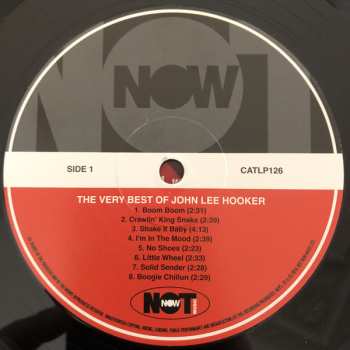 NOT
NOW
SIDE 1
CATLP126
THE VERY BEST OF JOHN LEE HOOKER
1. Boom Boom (2:31)
2. Crawlin' King Snake (2:39)
3. Shake It Baby (4:13)
4. I'm In The Mood (2:39)
5. No Shoes (2:23)
6. Little Wheel (2:33)
7. Solid Sender (2:28)
8. Boogie Chillun (2:29)
NOT
NOW